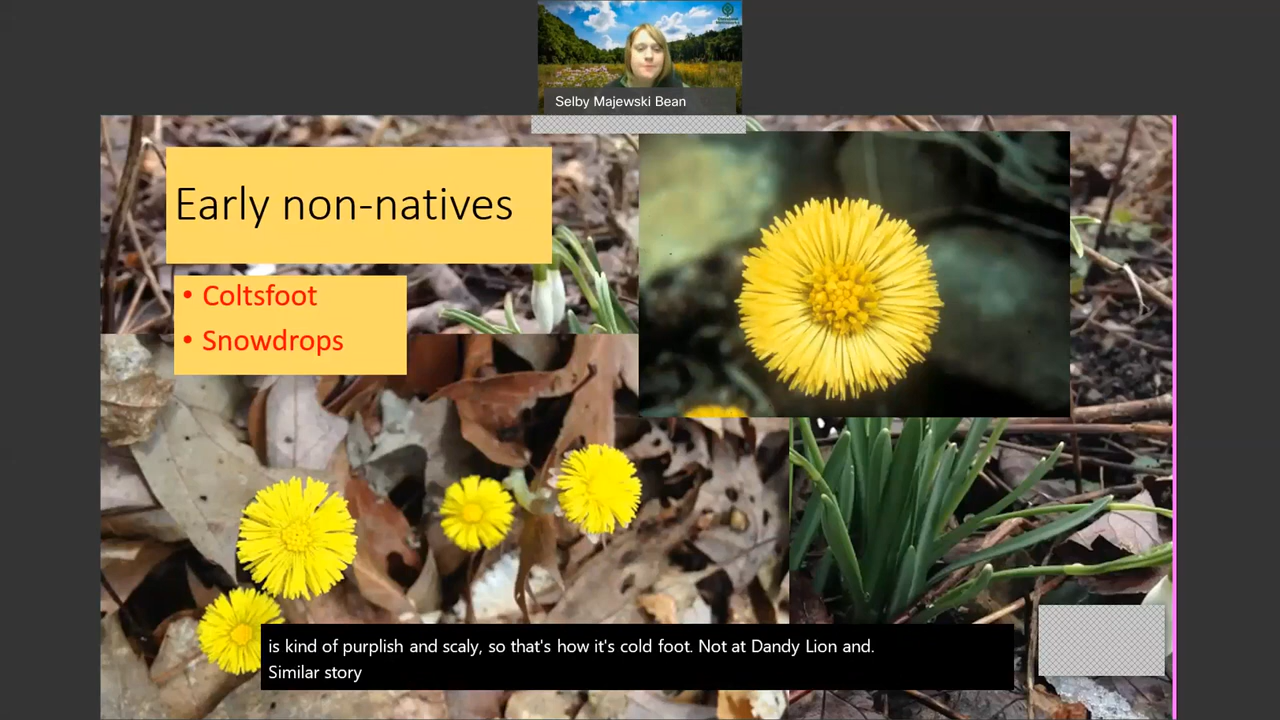 Selby Majewski Bean
Early non-natives
• Coltsfoot
• Snowdrops
is kind of purplish and scaly, so that's how it's cold foot. Not at Dandy Lion and.
Similar story